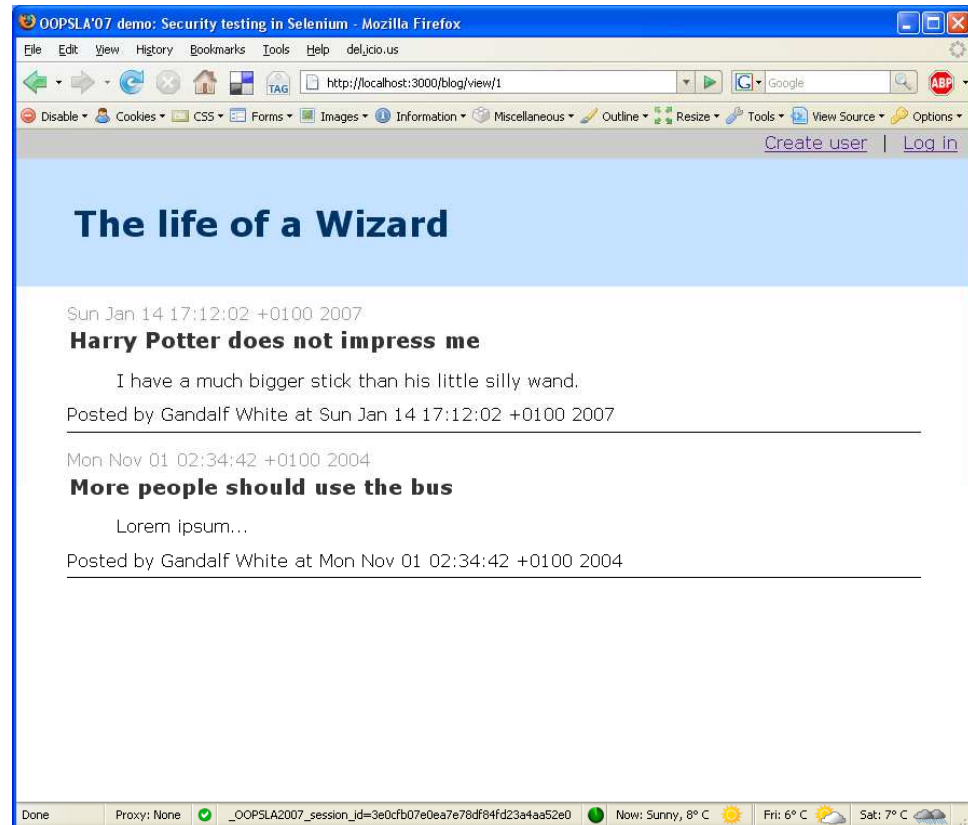 OOPSLA'07 demo: Security testing in Selenium - Mozilla Firefox
File Edit View History Bookmarks Tools Help del.icio.us
TAG http://localhost:3000/blog/view/1 G Google ABP
Disable Cookies CSS Forms Images Information Miscellaneous Outline Resize Tools View Source Options
Create user | Log in
The life of a Wizard
Sun Jan 14 17:12:02 +0100 2007
Harry Potter does not impress me
I have a much bigger stick than his little silly wand.
Posted by Gandalf White at Sun Jan 14 17:12:02 +0100 2007
Mon Nov 01 02:34:42 +0100 2004
More people should use the bus
Lorem ipsum...
Posted by Gandalf White at Mon Nov 01 02:34:42 +0100 2004
Done Proxy: None _OOPSLA2007_session_id=3e0cfb07e0ea7e78df84fd23a4aa52e0 Now: Sunny, 8° C Fri: 6° C Sat: 7° C